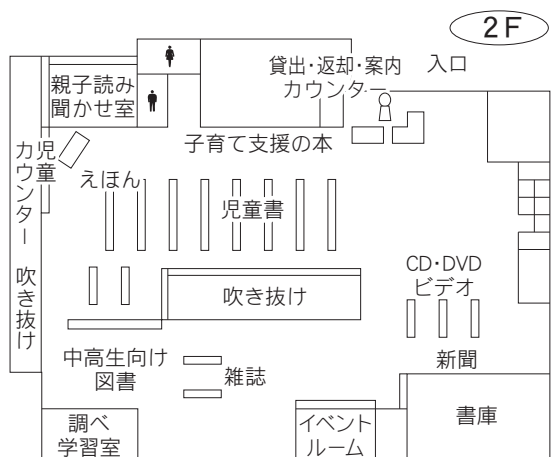 2F
貸出・返却・案内
カウンター
入口
親子読み
聞かせ室
子育て支援の本
児童
カウンター
えほん
児童書
吹き抜け
吹き抜け
CD・DVD
ビデオ
中高生向け
図書
雑誌
新聞
調べ
学習室
イベント
ルーム
書庫